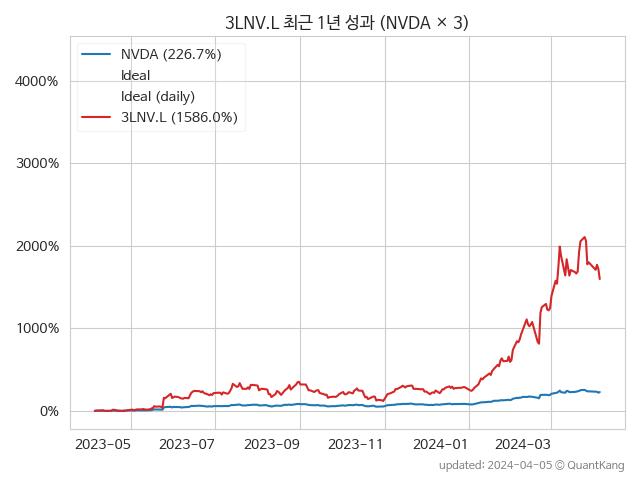 3LNV.L 최근 1년 성과 (NVDA × 3)
NVDA (226.7%)
Ideal
Ideal (daily)
3LNV.L (1586.0%)
4000%
3000%
2000%
1000%
0%
2023-05 2023-07 2023-09 2023-11 2024-01 2024-03
updated: 2024-04-05 © QuantKang